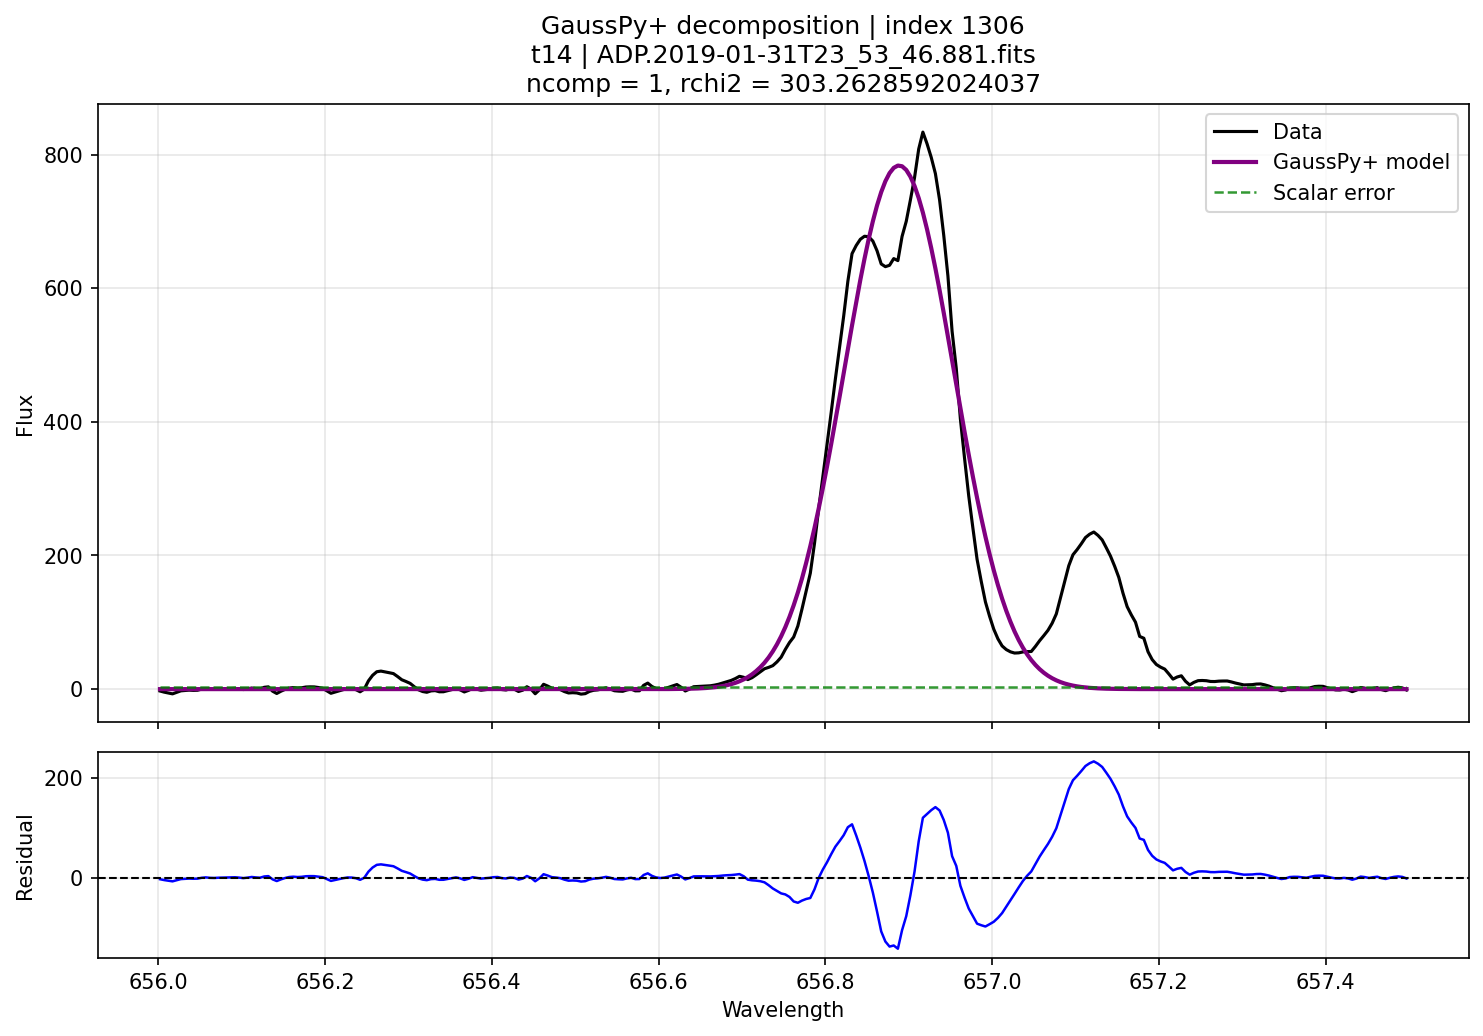 GaussPy+ decomposition | index 1306
t14 | ADP.2019-01-31T23_53_46.881.fits
ncomp = 1, rchi2 = 303.2628592024037
Data
GaussPy+ model
Scalar error
800
600
400
200
0
Flux
200
0
Residual
656.0 656.2 656.4 656.6 656.8 657.0 657.2 657.4
Wavelength